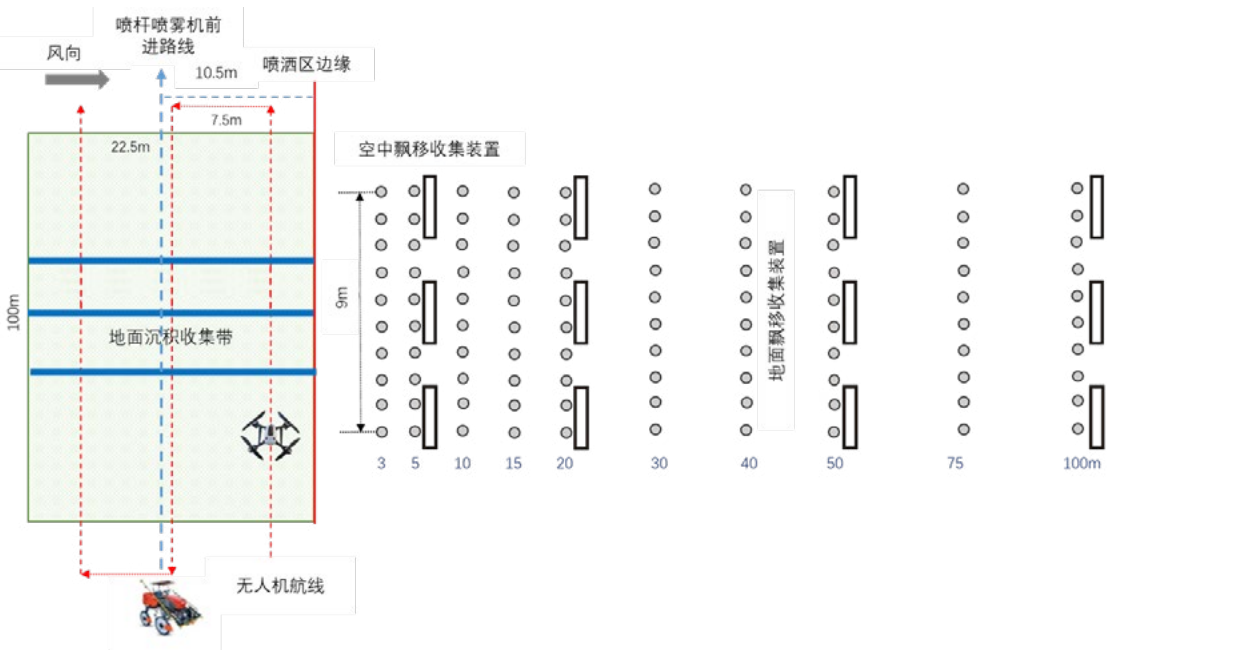 喷杆喷雾机前
进路线
风向
10.5m
喷洒区边缘
7.5m
22.5m
空中飘移收集装置
9m
100m
地面沉积收集带
地面飘移收集装置
3 5 10 15 20 30 40 50 75 100m
无人机航线